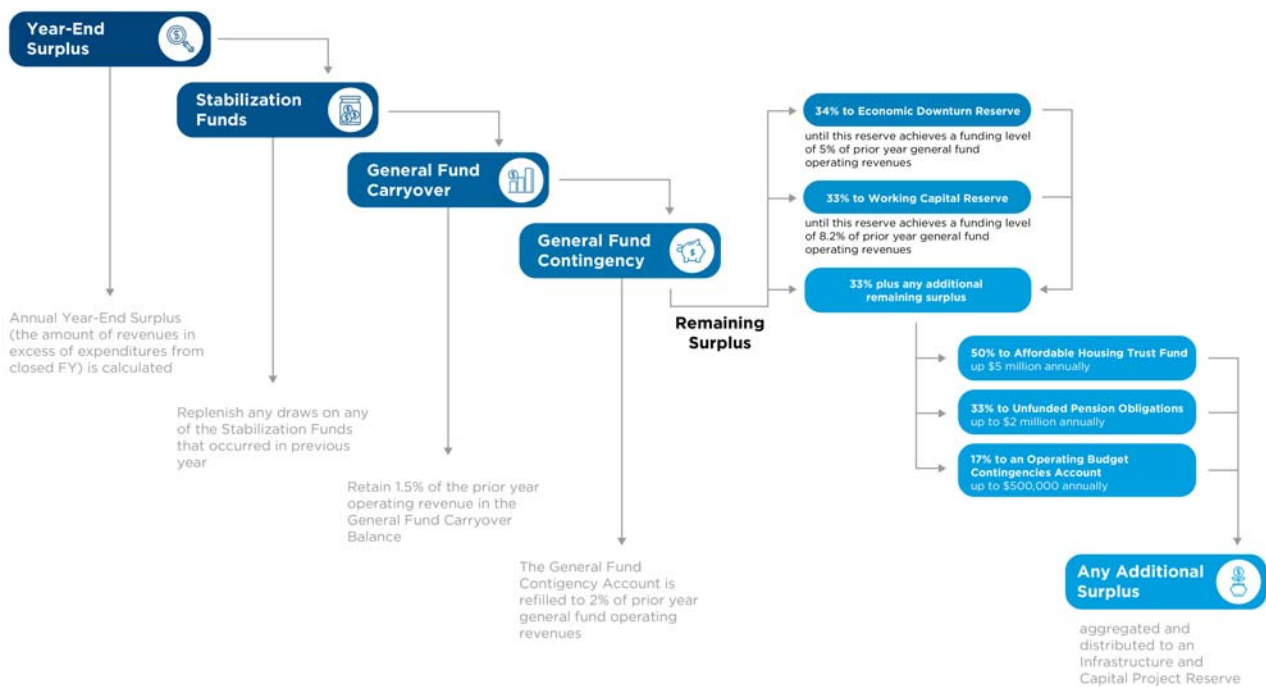 Year-End
Surplus
Stabilization
Funds
General Fund
Carryover
General Fund
Contingency
Annual Year-End Surplus
(the amount of revenues in
excess of expenditures from
closed FY) is calculated
Replenish any draws on any
of the Stabilization Funds
that occurred in previous
year
Retain 1.5% of the prior year
operating revenue in the
General Fund Carryover
Balance
The General Fund
Contigency Account is
refilled to 2% of prior year
general fund operating
revenues
Remaining
Surplus
34% to Economic Downturn Reserve
until this reserve achieves a funding level
of 5% of prior year general fund
operating revenues
33% to Working Capital Reserve
until this reserve achieves a funding level
of 8.2% of prior year general fund
operating revenues
33% plus any additional
remaining surplus
50% to Affordable Housing Trust Fund
up $5 million annually
33% to Unfunded Pension Obligations
up to $2 million annually
17% to an Operating Budget
Contingencies Account
up to $500,000 annually
Any Additional
Surplus
aggregated and
distributed to an
Infrastructure and
Capital Project Reserve